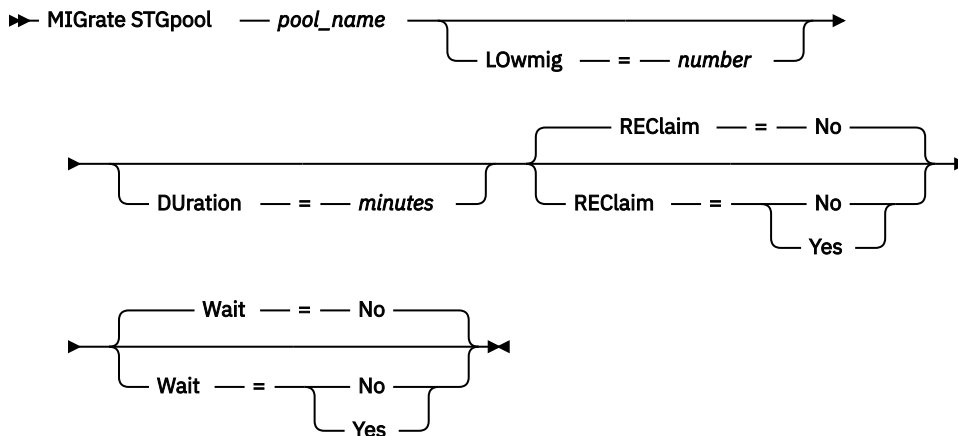 MIGrate STGpool pool_name
LOwmig = number
REClaim = No
DUration = minutes
REClaim = No
Yes
Wait = No
Wait = No
Yes